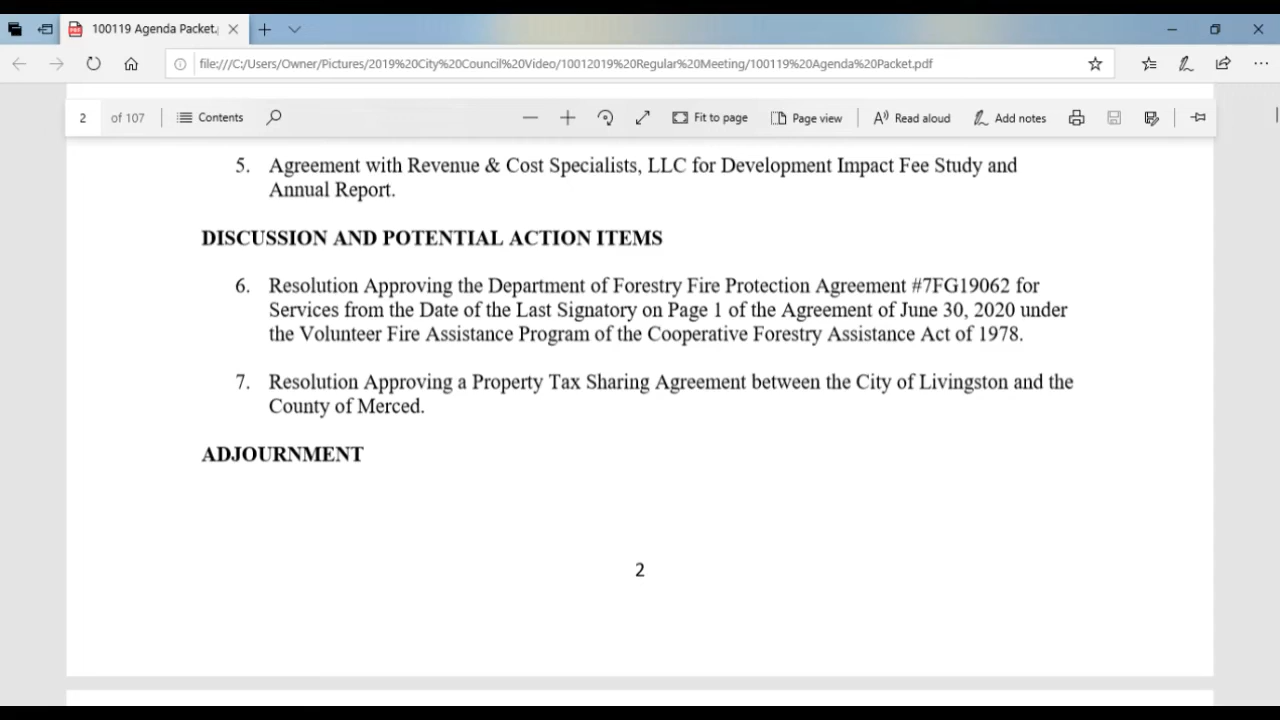 100119 Agenda Packet.
file:///C:/Users/Owner/Pictures/2019%20City%20Council%20Video/10012019%20Regular%20Meeting/100119%20Agenda%20Packet.pdf
2 of 107 Contents Fit to page Page view Read aloud Add notes
5. Agreement with Revenue & Cost Specialists, LLC for Development Impact Fee Study and
Annual Report.
DISCUSSION AND POTENTIAL ACTION ITEMS
6. Resolution Approving the Department of Forestry Fire Protection Agreement #7FG19062 for
Services from the Date of the Last Signatory on Page 1 of the Agreement of June 30, 2020 under
the Volunteer Fire Assistance Program of the Cooperative Forestry Assistance Act of 1978.
7. Resolution Approving a Property Tax Sharing Agreement between the City of Livingston and the
County of Merced.
ADJOURNMENT
2